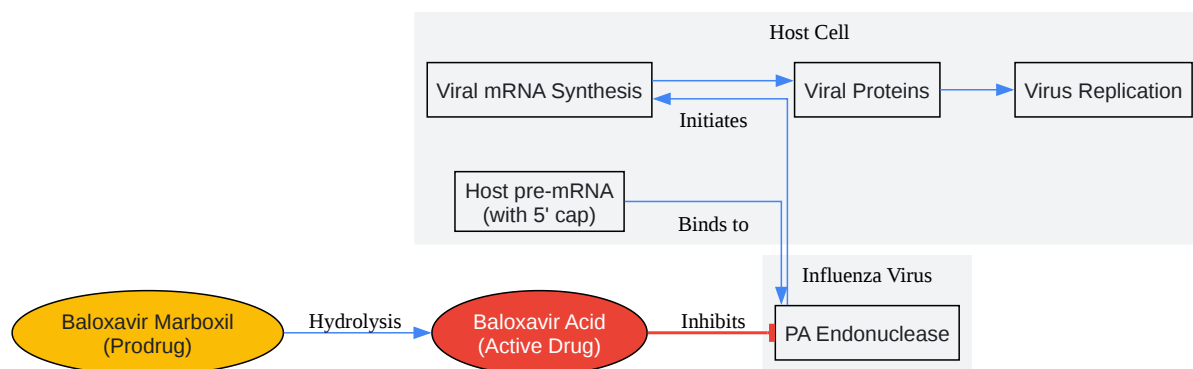 Host Cell
Viral mRNA Synthesis
Viral Proteins
Virus Replication
Initiates
Host pre-mRNA
(with 5' cap)
Binds to
Influenza Virus
Baloxavir Marboxil
(Prodrug)
Hydrolysis
Baloxavir Acid
(Active Drug)
Inhibits
PA Endonuclease